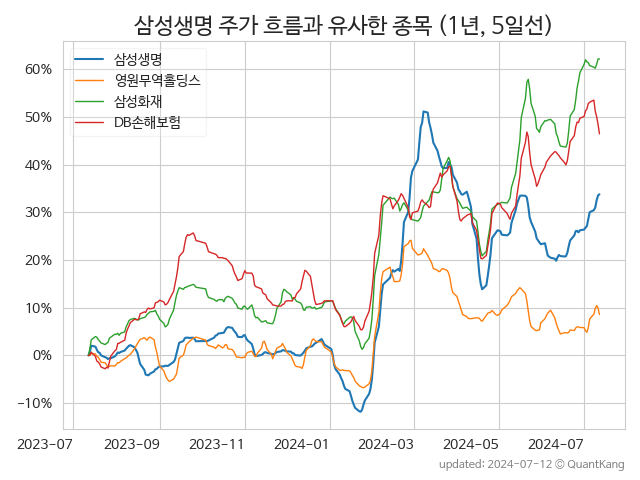 삼성생명 주가 흐름과 유사한 종목 (1년, 5일선)
삼성생명
영원무역홀딩스
삼성화재
DB손해보험
60%
50%
40%
30%
20%
10%
0%
−10%
2023-07 2023-09 2023-11 2024-01 2024-03 2024-05 2024-07
updated: 2024-07-12 © QuantKang